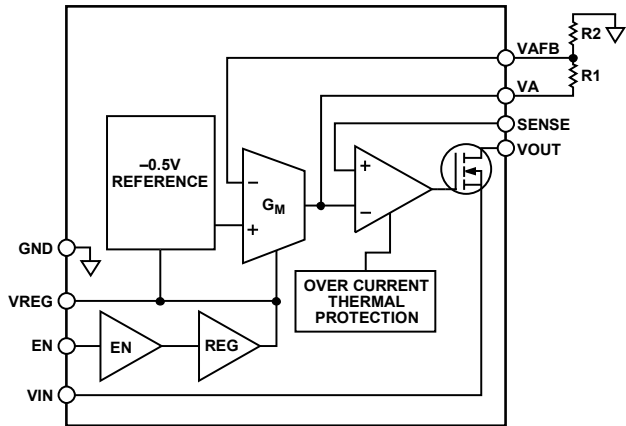 R2
VAFB
R1
VA
SENSE
VOUT
–0.5V
REFERENCE
–
GM
+
+
–
GND
OVER CURRENT
THERMAL
PROTECTION
VREG
EN
EN
REG
VIN